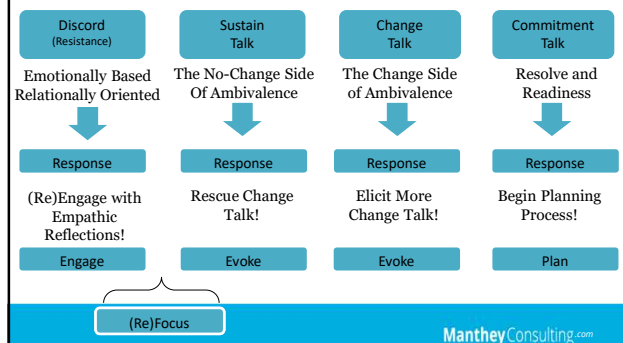 Discord
(Resistance)
Emotionally Based
Relationally Oriented
Response
(Re)Engage with
Empathic
Reflections!
Engage
Sustain
Talk
The No-Change Side
Of Ambivalence
Response
Rescue Change
Talk!
Evoke
Change
Talk
The Change Side
of Ambivalence
Response
Elicit More
Change Talk!
Evoke
Commitment
Talk
Resolve and
Readiness
Response
Begin Planning
Process!
Plan
(Re)Focus
MantheyConsulting.com